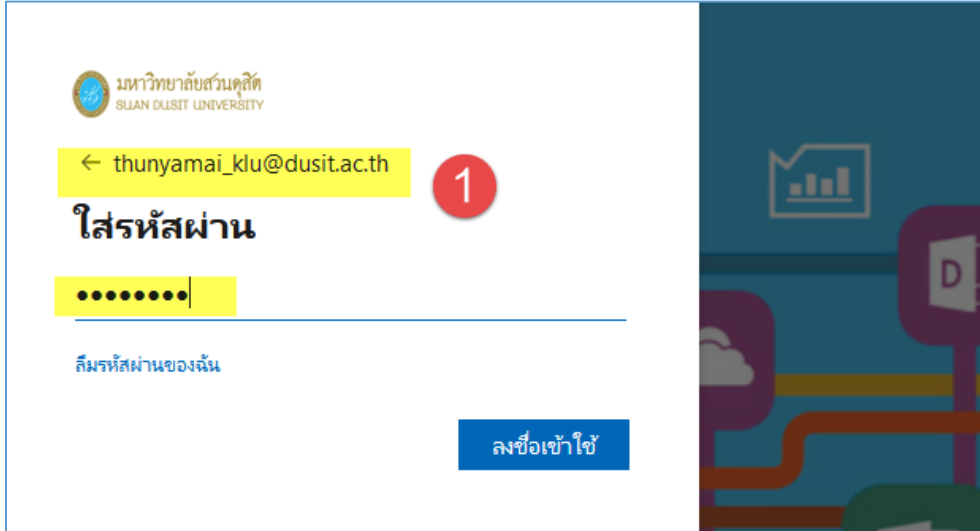 มหาวิทยาลัยสวนดุสิต
SUAN DUSIT UNIVERSITY
← thunyamai_klu@dusit.ac.th
1
ใส่รหัสผ่าน
••••••••
ลืมรหัสผ่านของฉัน
ลงชื่อเข้าใช้
D